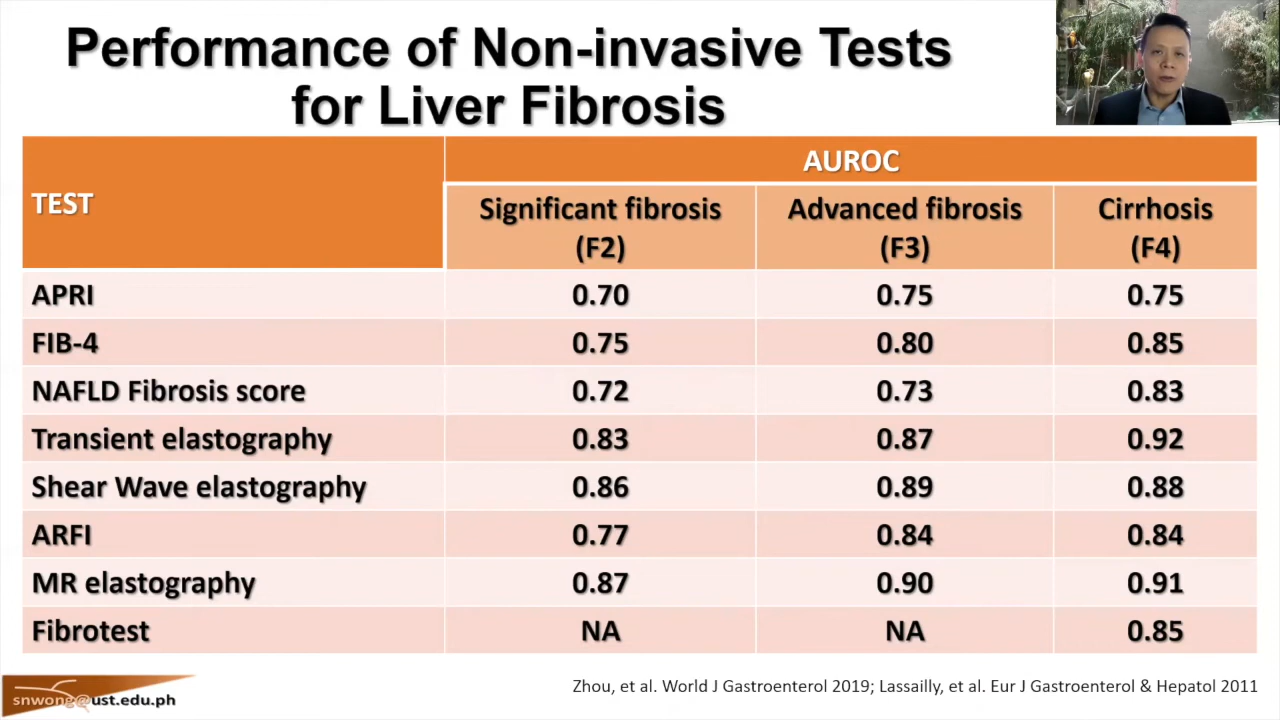 Performance of Non-invasive Tests
for Liver Fibrosis
TEST
AUROC
Significant fibrosis
(F2)
Advanced fibrosis
(F3)
Cirrhosis
(F4)
APRI 0.70 0.75 0.75
FIB-4 0.75 0.80 0.85
NAFLD Fibrosis score 0.72 0.73 0.83
Transient elastography 0.83 0.87 0.92
Shear Wave elastography 0.86 0.89 0.88
ARFI 0.77 0.84 0.84
MR elastography 0.87 0.90 0.91
Fibrotest NA NA 0.85
snwong@ust.edu.ph
Zhou, et al. World J Gastroenterol 2019; Lassailly, et al. Eur J Gastroenterol & Hepatol 2011